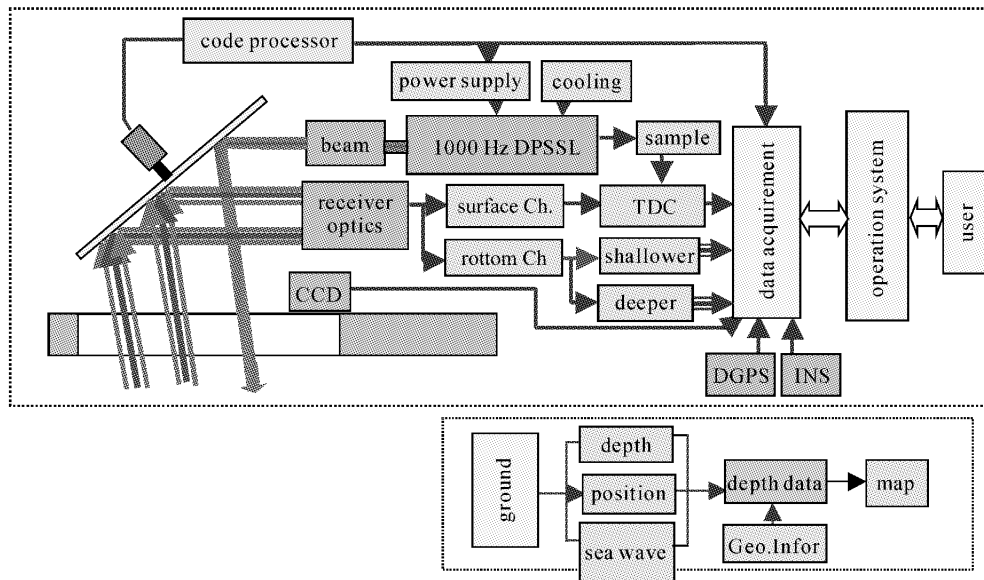 code processor
power supply
cooling
beam
1000 Hz DPSSL
sample
receiver
optics
surface Ch.
TDC
rottom Ch
shallower
CCD
deeper
data acquirement
operation system
user
DGPS
INS
ground
depth
position
sea wave
depth data
map
Geo.Infor